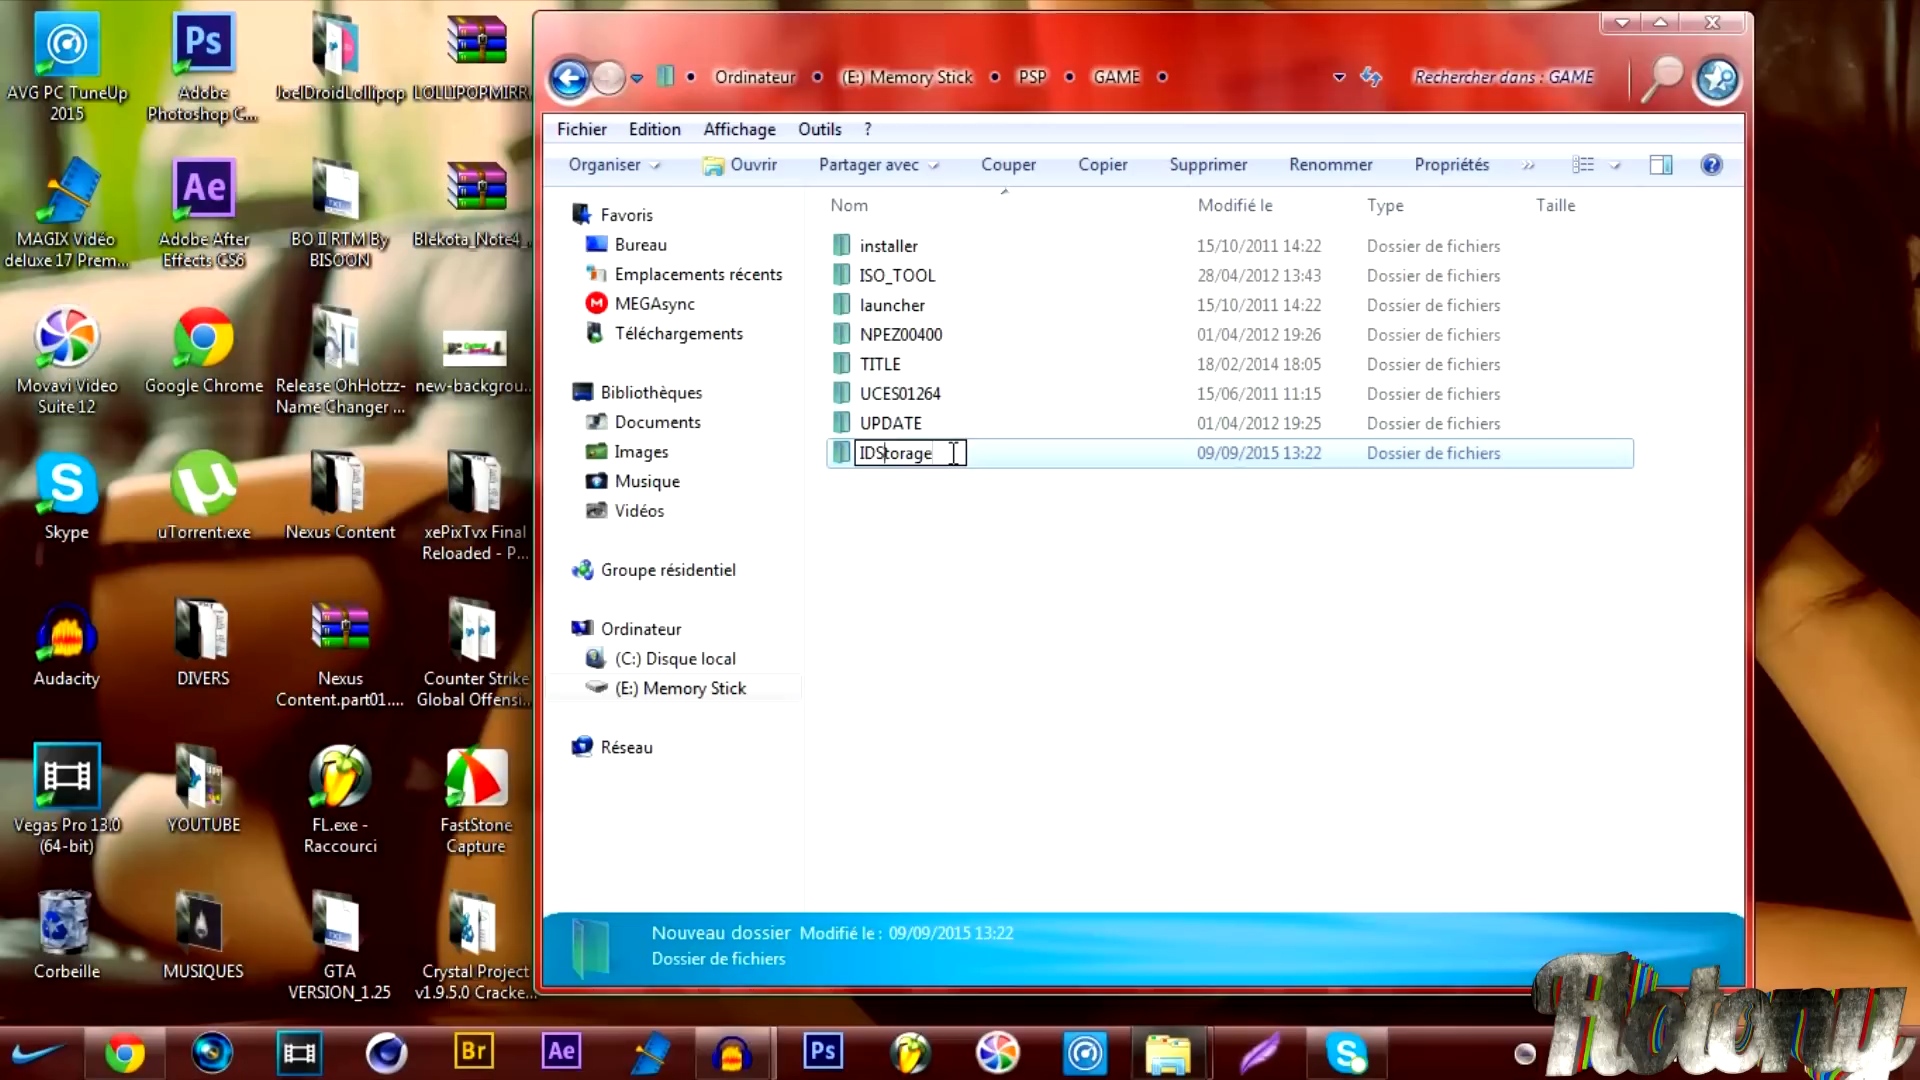 AVG PC TuneUp
2015
Adobe
Photoshop C...
JoelDroidLollipop
LOLLIPOPMIRR
MAGIX Vidéo
deluxe 17 Prem...
Adobe After
Effects CS6
BO II RTM By
BISOON
Blekota_Note4_
Movavi Video
Suite 12
Google Chrome
Release OhHotzz-
Name Changer ...
new-backgrou...
Skype
uTorrent.exe
Nexus Content
xePixTvx Final
Reloaded - P...
Audacity
DIVERS
Nexus
Content.part01....
Counter Strike
Global Offensi...
Vegas Pro 13.0
(64-bit)
YOUTUBE
FL.exe -
Raccourci
FastStone
Capture
Corbeille
MUSIQUES
GTA
VERSION_1.25
Crystal Project
v1.9.5.0 Cracke...
Ordinateur
(E:) Memory Stick
PSP
GAME
Rechercher dans : GAME
Fichier
Edition
Affichage
Outils
?
Organiser
Ouvrir
Partager avec
Couper
Copier
Supprimer
Renommer
Propriétés
»
Favoris
Bureau
Emplacements récents
MEGAsync
Téléchargements
Bibliothèques
Documents
Images
Musique
Vidéos
Groupe résidentiel
Ordinateur
(C:) Disque local
(E:) Memory Stick
Réseau
Nom Modifié le Type Taille
installer 15/10/2011 14:22 Dossier de fichiers
ISO_TOOL 28/04/2012 13:43 Dossier de fichiers
launcher 15/10/2011 14:22 Dossier de fichiers
NPEZ00400 01/04/2012 19:26 Dossier de fichiers
TITLE 18/02/2014 18:05 Dossier de fichiers
UCES01264 15/06/2011 11:15 Dossier de fichiers
UPDATE 01/04/2012 19:25 Dossier de fichiers
IDStorage 09/09/2015 13:22 Dossier de fichiers
Nouveau dossier Modifié le : 09/09/2015 13:22
Dossier de fichiers
Ps
Ae
Br
Ae
Ps